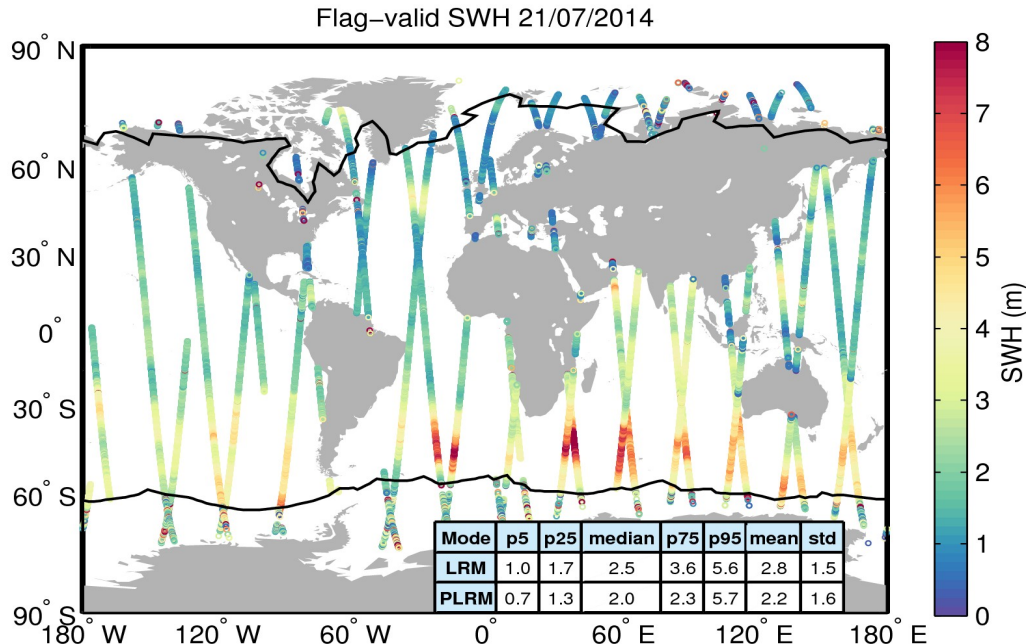 Flag-valid SWH 21/07/2014
90° N
60° N
30° N
0°
30° S
60° S
90° S
180° W
120° W
60° W
0°
60° E
120° E
180° E
8
7
6
5
4
3
2
1
0
SWH (m)
Mode p5 p25 median p75 p95 mean std
LRM 1.0 1.7 2.5 3.6 5.6 2.8 1.5
PLRM 0.7 1.3 2.0 2.3 5.7 2.2 1.6